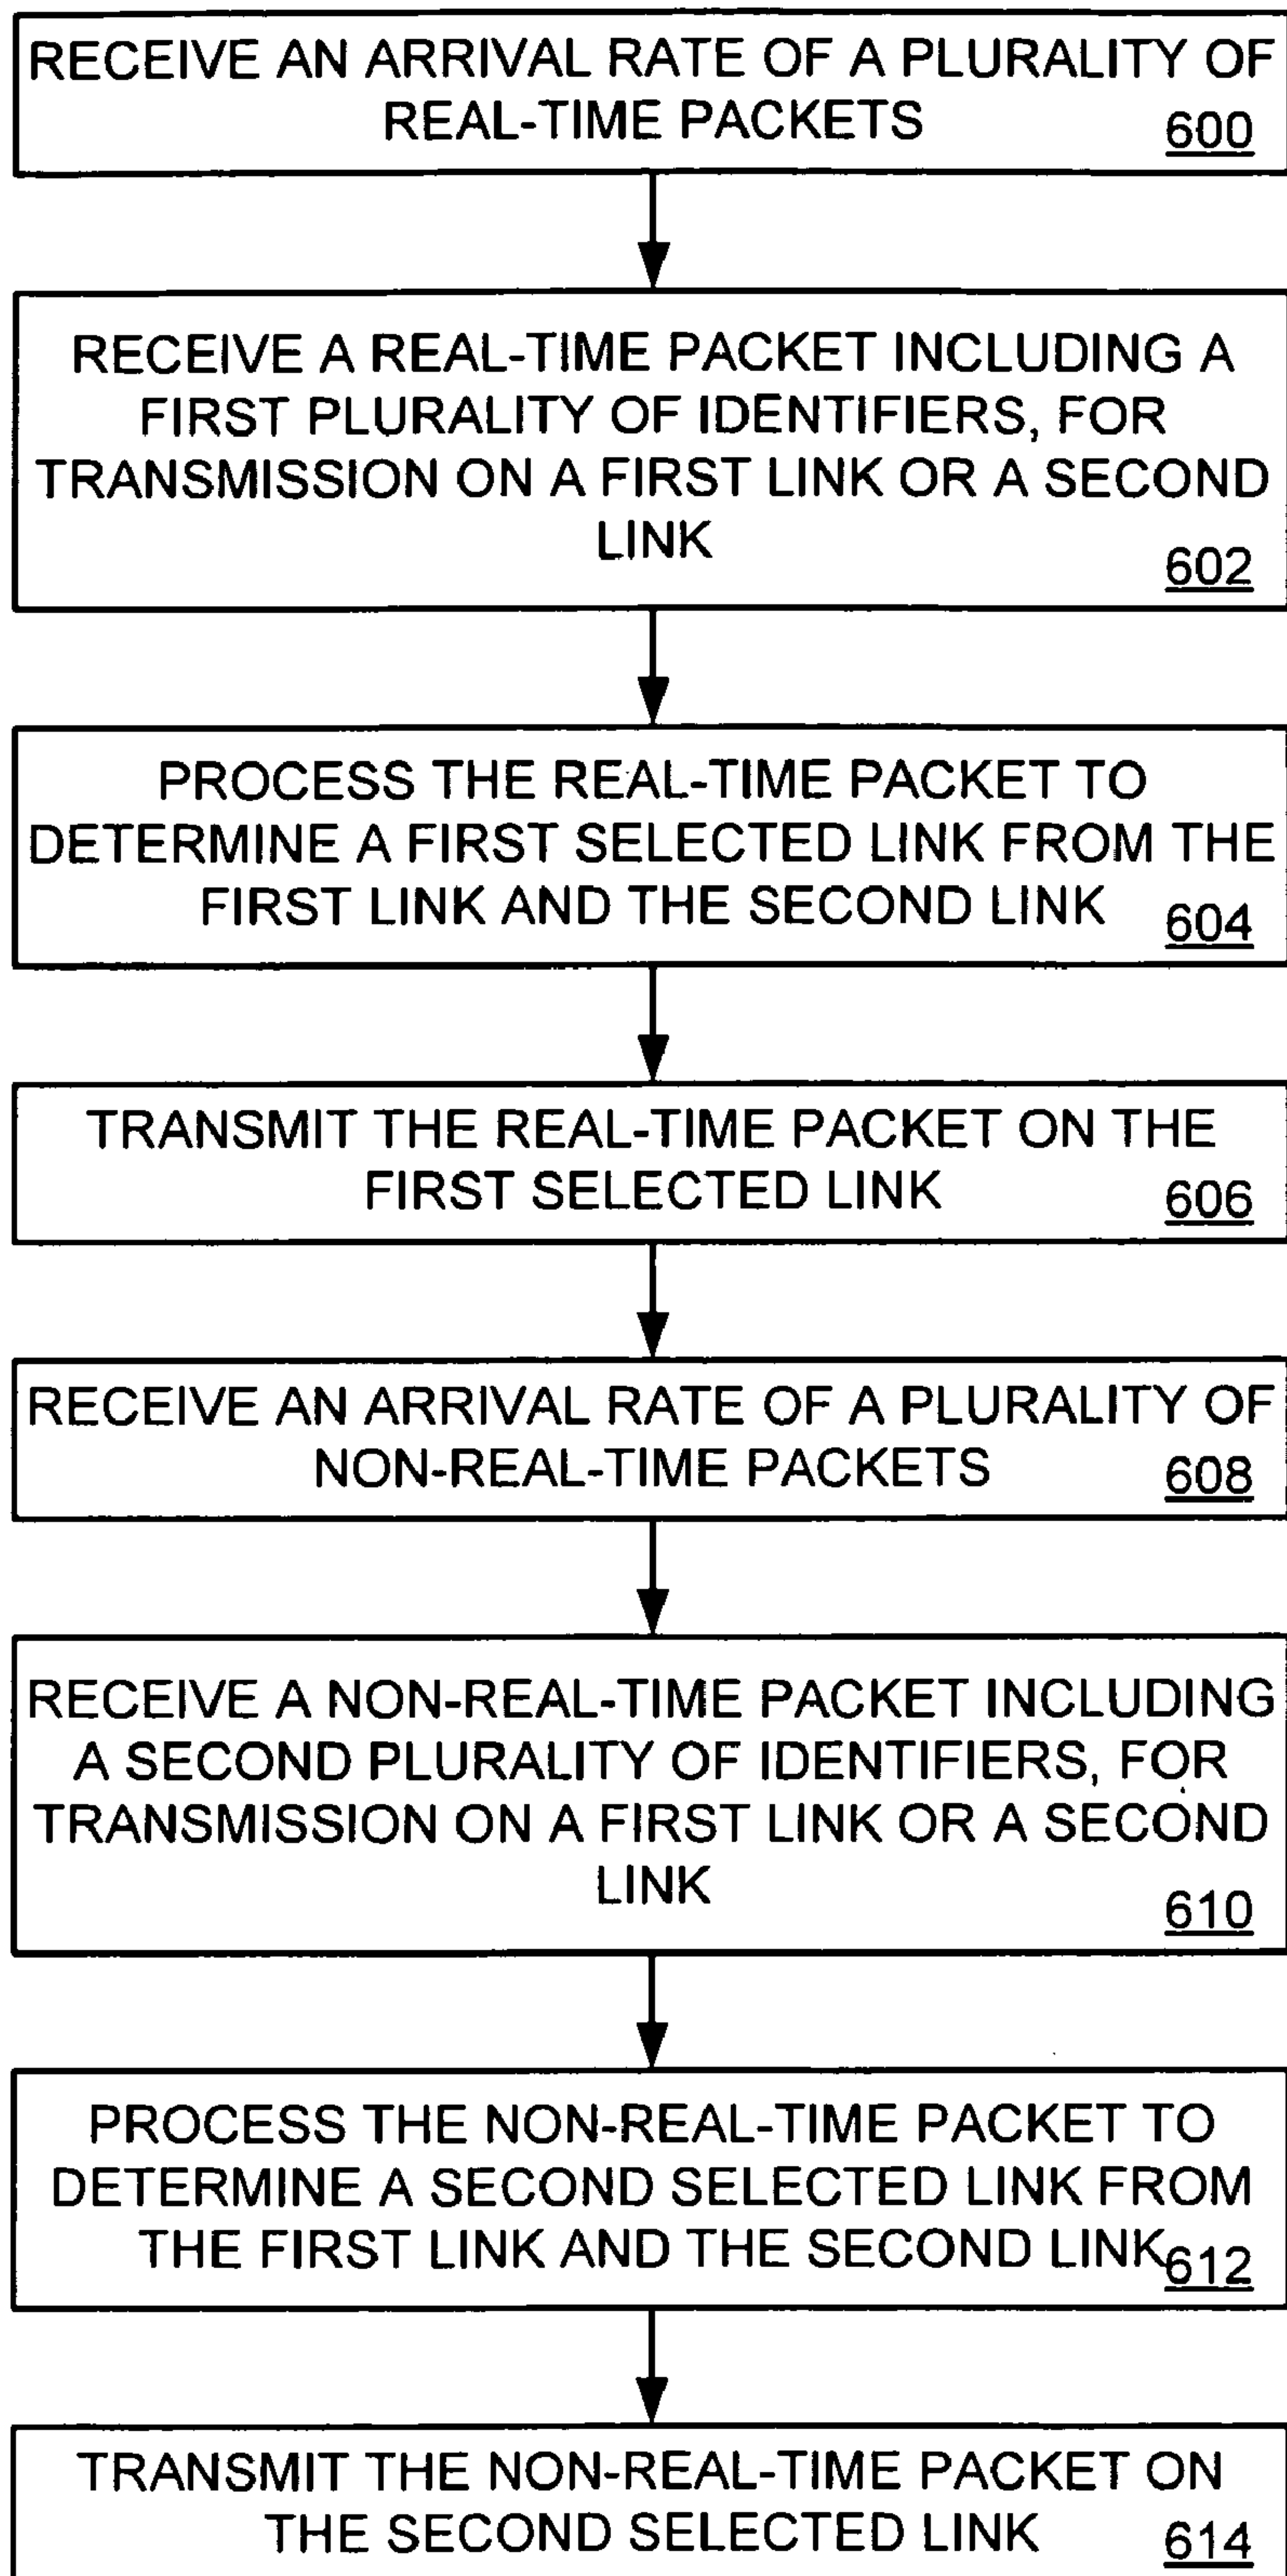 RECEIVE AN ARRIVAL RATE OF A PLURALITY OF
REAL-TIME PACKETS
600
RECEIVE A REAL-TIME PACKET INCLUDING A
FIRST PLURALITY OF IDENTIFIERS, FOR
TRANSMISSION ON A FIRST LINK OR A SECOND
LINK
602
PROCESS THE REAL-TIME PACKET TO
DETERMINE A FIRST SELECTED LINK FROM THE
FIRST LINK AND THE SECOND LINK
604
TRANSMIT THE REAL-TIME PACKET ON THE
FIRST SELECTED LINK
606
RECEIVE AN ARRIVAL RATE OF A PLURALITY OF
NON-REAL-TIME PACKETS
608
RECEIVE A NON-REAL-TIME PACKET INCLUDING
A SECOND PLURALITY OF IDENTIFIERS, FOR
TRANSMISSION ON A FIRST LINK OR A SECOND
LINK
610
PROCESS THE NON-REAL-TIME PACKET TO
DETERMINE A SECOND SELECTED LINK FROM
THE FIRST LINK AND THE SECOND LINK
612
TRANSMIT THE NON-REAL-TIME PACKET ON
THE SECOND SELECTED LINK
614